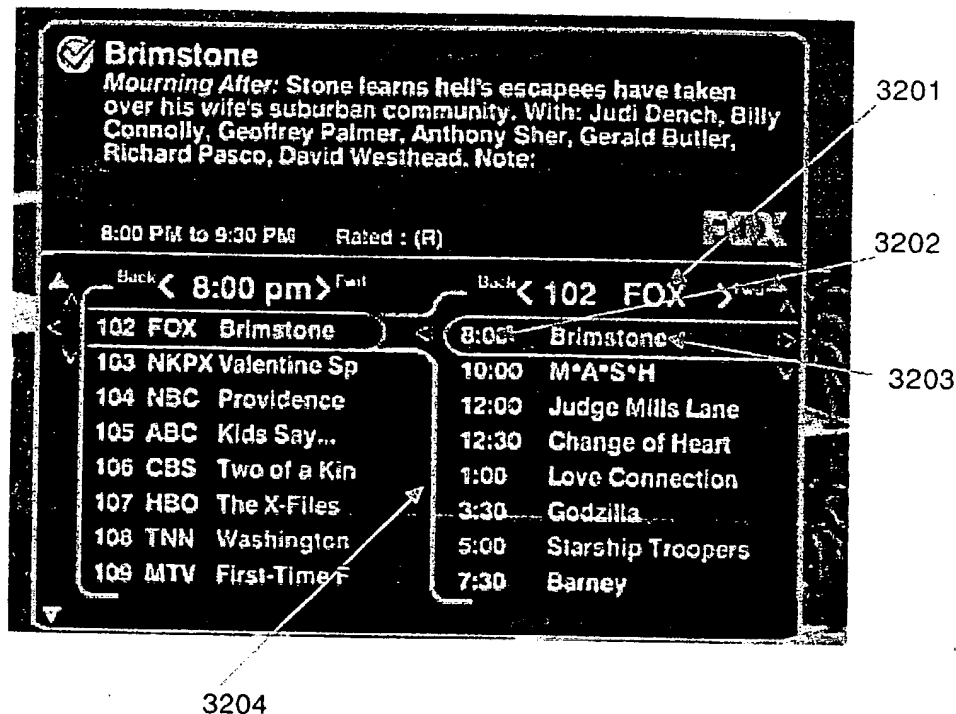 Brimstone
Mourning After: Stone learns hell's escapees have taken
over his wife's suburban community. With: Judi Dench, Billy
Connolly, Geoffrey Palmer, Anthony Sher, Gerald Butler,
Richard Pasco, David Westhead. Note:
8:00 PM to 9:30 PM Rated : (R)
FOX
Back < 8:00 pm > Fwd
102 FOX Brimstone
103 NKPX Valentine Sp
104 NBC Providence
105 ABC Kids Say...
106 CBS Two of a Kin
107 HBO The X-Files
108 TNN Washington
109 MTV First-Time F
Back < 102 FOX > Fwd
8:00 Brimstone
10:00 M*A*S*H
12:00 Judge Mills Lane
12:30 Change of Heart
1:00 Love Connection
3:30 Godzilla
5:00 Starship Troopers
7:30 Barney
3201
3202
3203
3204